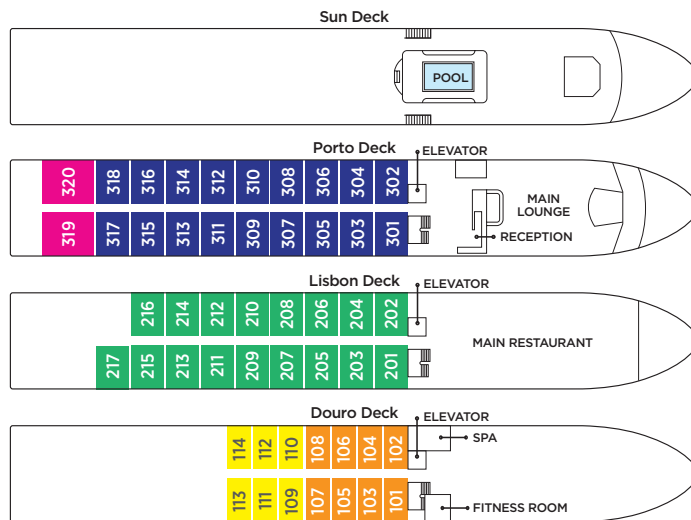 Sun Deck
POOL
Porto Deck
ELEVATOR
320 318 316 314 312 310 308 306 304 302
MAIN
LOUNGE
RECEPTION
319 317 315 313 311 309 307 305 303 301
Lisbon Deck
ELEVATOR
216 214 212 210 208 206 204 202
MAIN RESTAURANT
217 215 213 211 209 207 205 203 201
Douro Deck
ELEVATOR
114 112 110 108 106 104 102
SPA
113 111 109 107 105 103 101
FITNESS ROOM